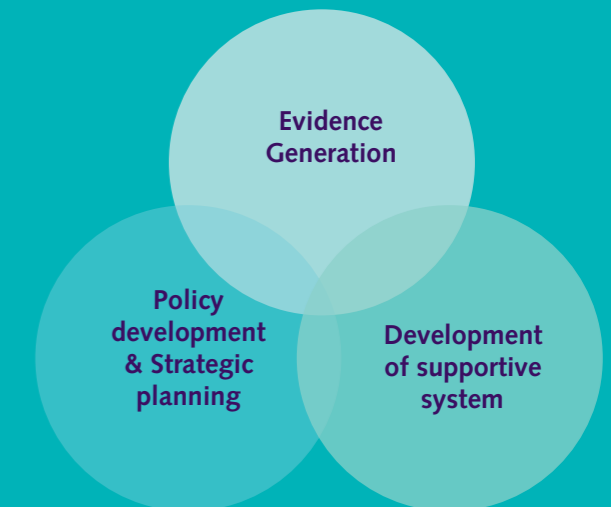 Evidence
Generation
Policy
development
& Strategic
planning
Development
of supportive
system